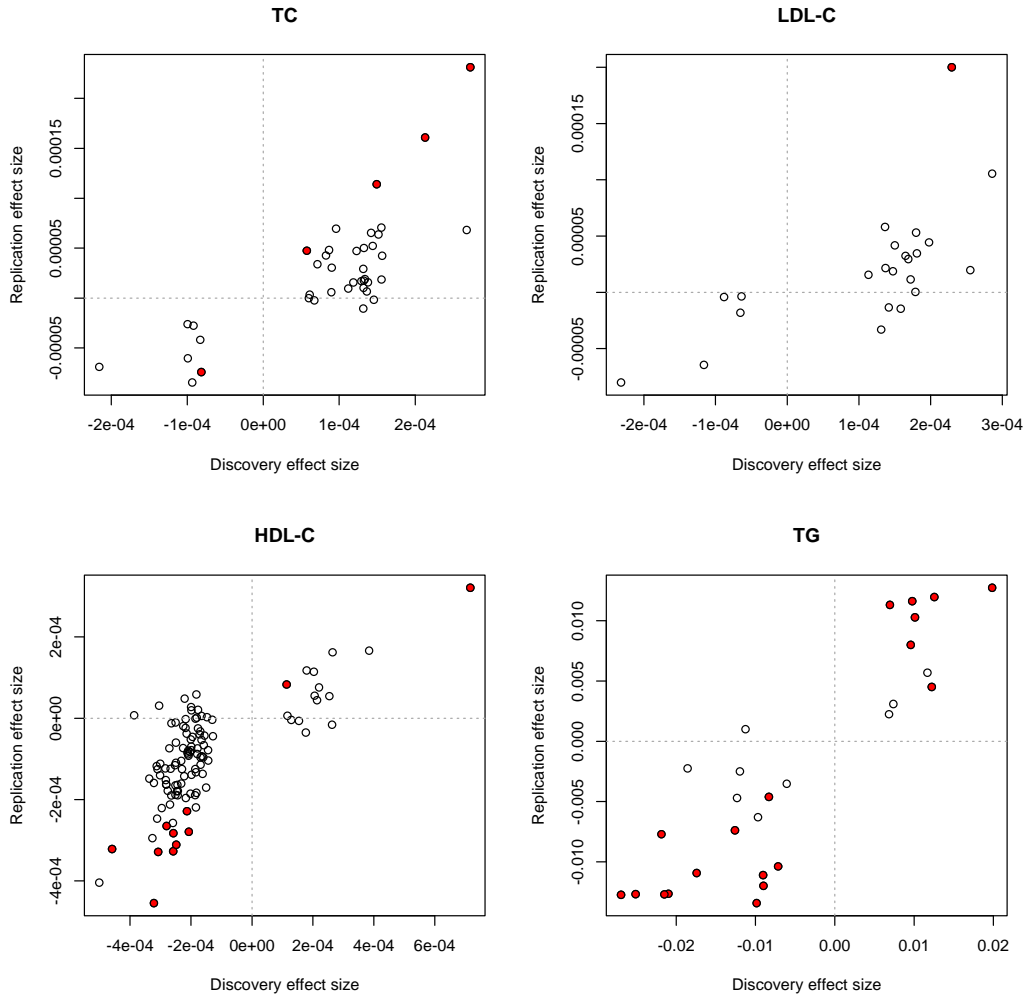 TC
Replication effect size
0.00015
0.00005
-0.00005
-2e-04 -1e-04 0e+00 1e-04 2e-04
Discovery effect size
LDL-C
Replication effect size
0.00015
0.00005
-0.00005
-2e-04 -1e-04 0e+00 1e-04 2e-04 3e-04
Discovery effect size
HDL-C
Replication effect size
2e-04
0e+00
-2e-04
-4e-04
-4e-04 -2e-04 0e+00 2e-04 4e-04 6e-04
Discovery effect size
TG
Replication effect size
0.010
0.005
0.000
-0.005
-0.010
-0.02 -0.01 0.00 0.01 0.02
Discovery effect size